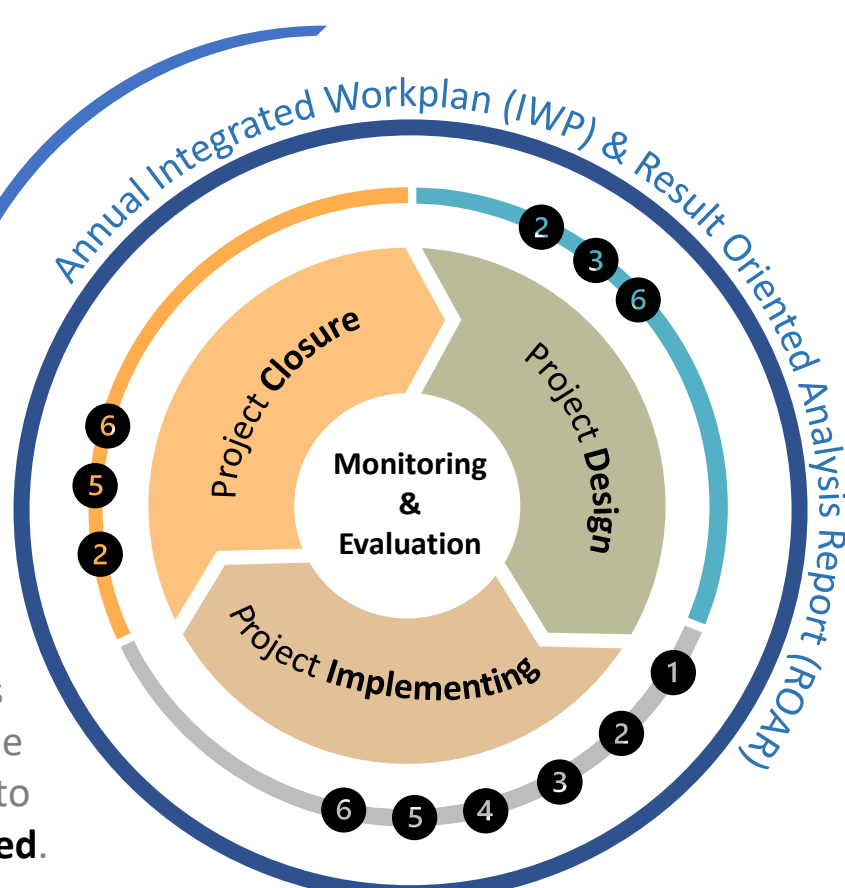 Annual Integrated Workplan (IWP) & Result Oriented Analysis Report (ROAR)
2
3
6
Project Closure
Project Design
Monitoring
&
Evaluation
6
5
2
Project Implementing
1
2
3
4
5
6
s
e
to
ed.